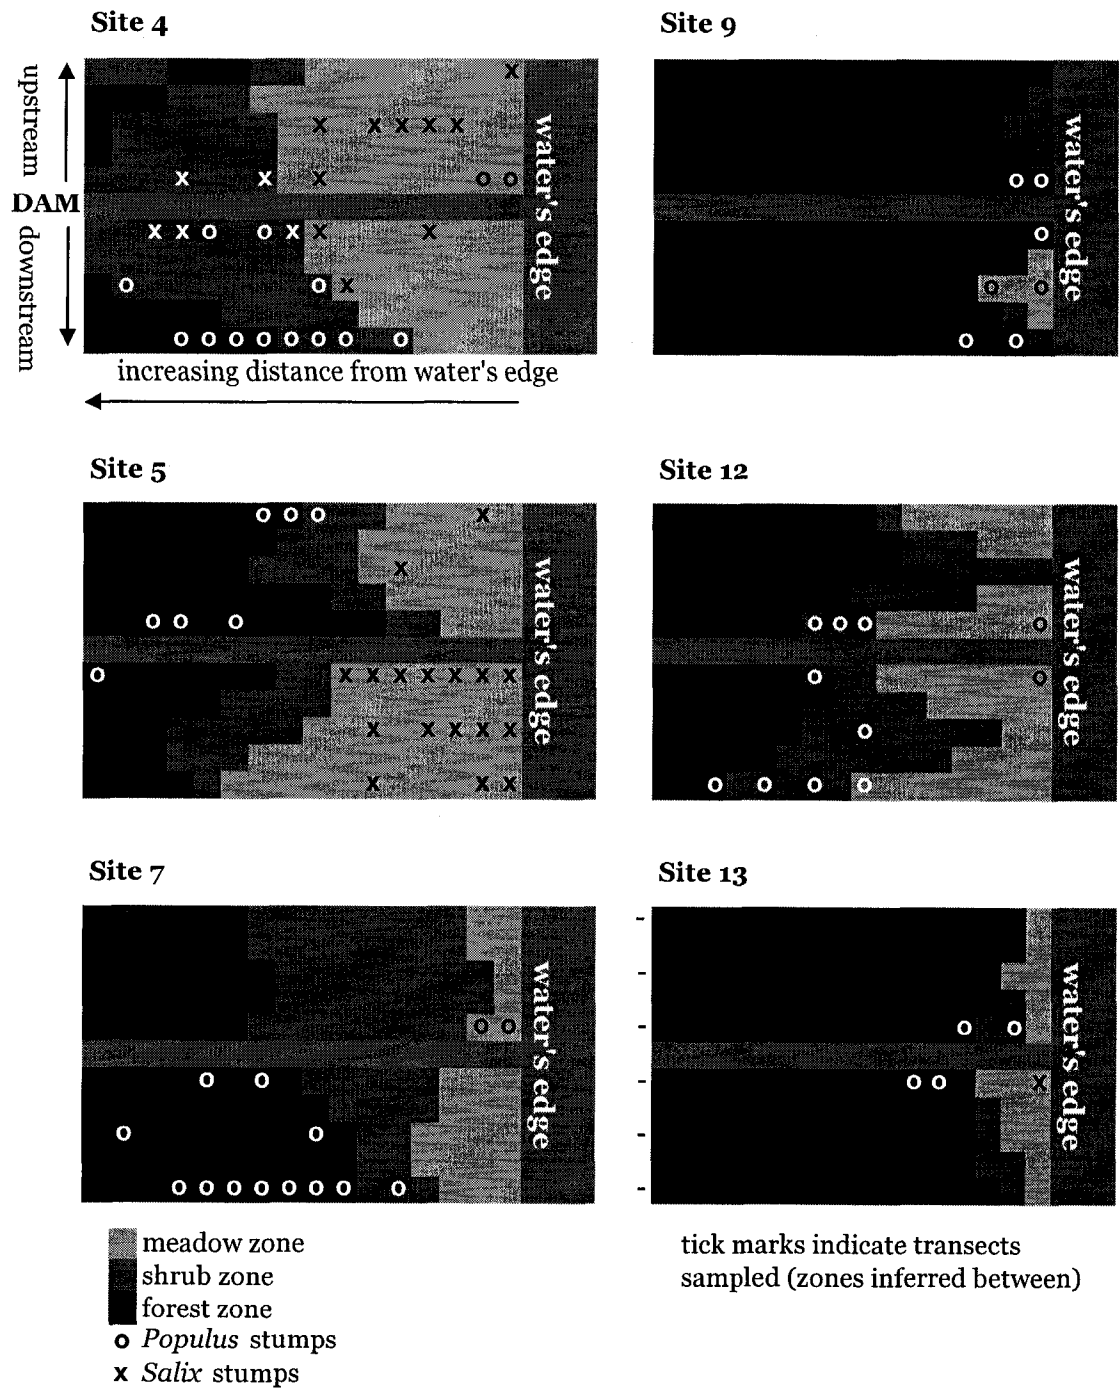 Site 4
Site 9
upstream
DAM
downstream
water's edge
water's edge
increasing distance from water's edge
Site 5
Site 12
water's edge
water's edge
Site 7
Site 13
water's edge
water's edge
meadow zone
shrub zone
forest zone
o Populus stumps
x Salix stumps
tick marks indicate transects
sampled (zones inferred between)